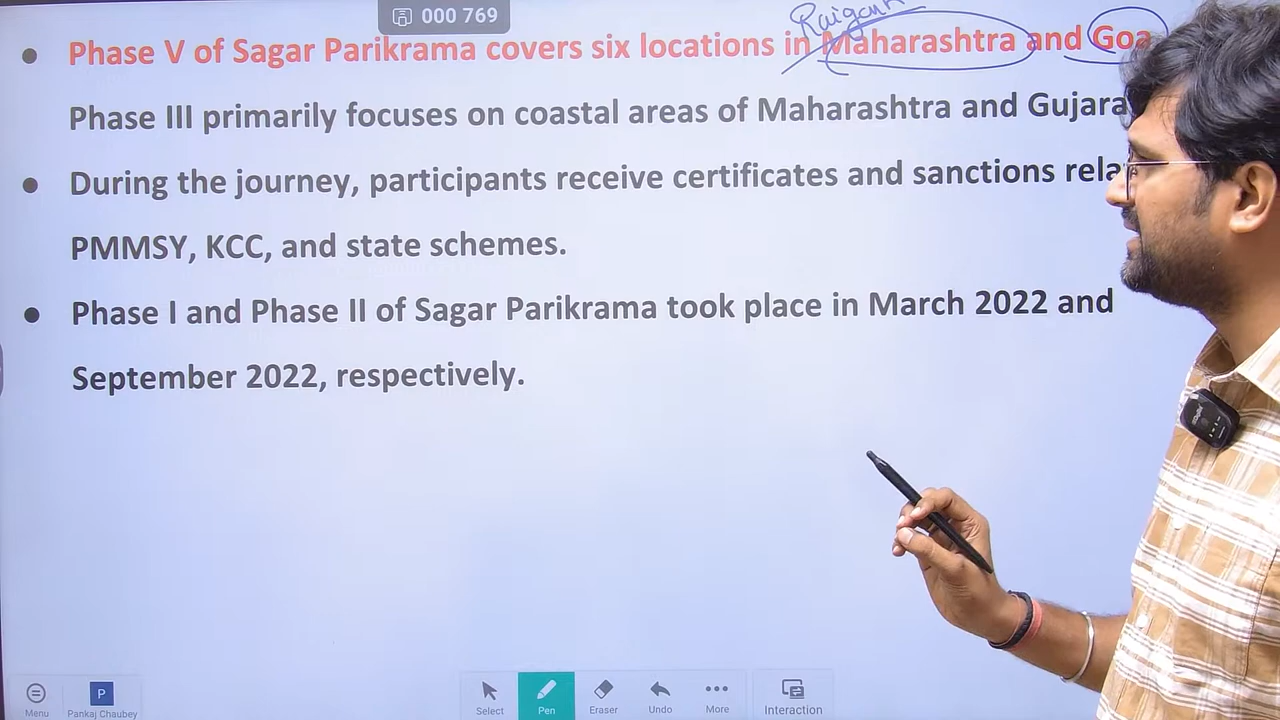 000 769
Raigarh
Phase V of Sagar Parikrama covers six locations in Maharashtra and Goa
Phase III primarily focuses on coastal areas of Maharashtra and Gujara
During the journey, participants receive certificates and sanctions rela
PMMSY, KCC, and state schemes.
Phase I and Phase II of Sagar Parikrama took place in March 2022 and
September 2022, respectively.
Menu
P
Pankaj Chaubey
Select
Pen
Eraser
Undo
More
Interaction